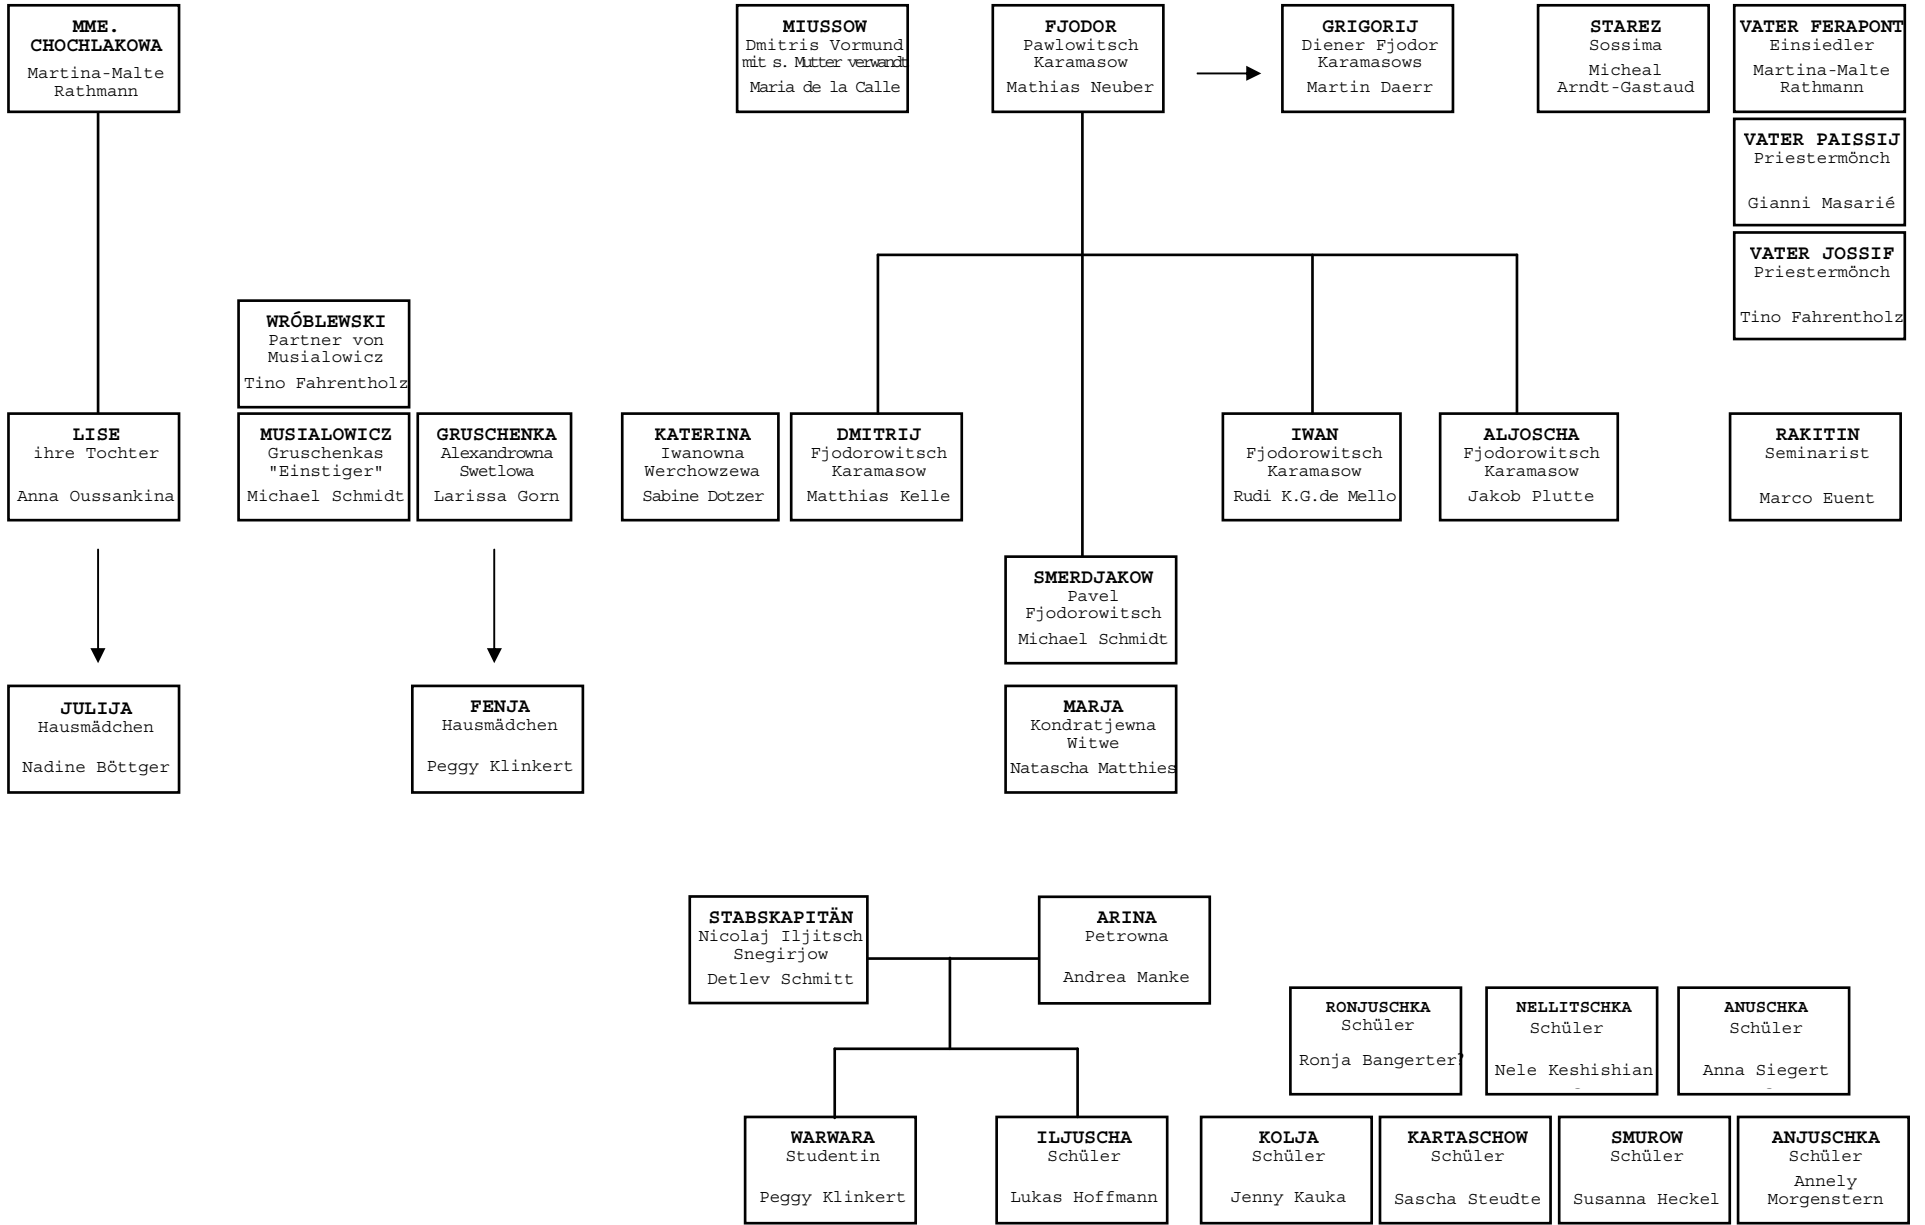 MME.
CHOCHLAKOWA
Martina-Malte
Rathmann
MIUSSOW
Dmitris Vormund
mit s. Mutter verwandt
Maria de la Calle
FJODOR
Pawlowitsch
Karamasow
Mathias Neuber
GRIGORIJ
Diener Fjodor
Karamasows
Martin Daerr
STAREZ
Sossima
Micheal
Arndt-Gastaud
VATER FERAPONT
Einsiedler
Martina-Malte
Rathmann
VATER PAISSIJ
Priestermönch
Gianni Masarié
VATER JOSSIF
Priestermönch
Tino Fahrentholz
WRÓBLEWSKI
Partner von
Musialowicz
Tino Fahrentholz
LISE
ihre Tochter
Anna Oussankina
MUSIALOWICZ
Gruschenkas
"Einstiger"
Michael Schmidt
GRUSCHENKA
Alexandrowna
Swetlowa
Larissa Gorn
KATERINA
Iwanowna
Werchowzewa
Sabine Dotzer
DMITRIJ
Fjodorowitsch
Karamasow
Matthias Kelle
IWAN
Fjodorowitsch
Karamasow
Rudi K.G.de Mello
ALJOSCHA
Fjodorowitsch
Karamasow
Jakob Plutte
RAKITIN
Seminarist
Marco Euent
SMERDJAKOW
Pavel
Fjodorowitsch
Michael Schmidt
JULIJA
Hausmädchen
Nadine Böttger
FENJA
Hausmädchen
Peggy Klinkert
MARJA
Kondratjewna
Witwe
Natascha Matthies
STABSKAPITÄN
Nicolaj Iljitsch
Snegirjow
Detlev Schmitt
ARINA
Petrowna
Andrea Manke
RONJUSCHKA
Schüler
Ronja Bangerter?
NELLITSCHKA
Schüler
Nele Keshishian
ANUSCHKA
Schüler
Anna Siegert
WARWARA
Studentin
Peggy Klinkert
ILJUSCHA
Schüler
Lukas Hoffmann
KOLJA
Schüler
Jenny Kauka
KARTASCHOW
Schüler
Sascha Steudte
SMUROW
Schüler
Susanna Heckel
ANJUSCHKA
Schüler
Annely
Morgenstern